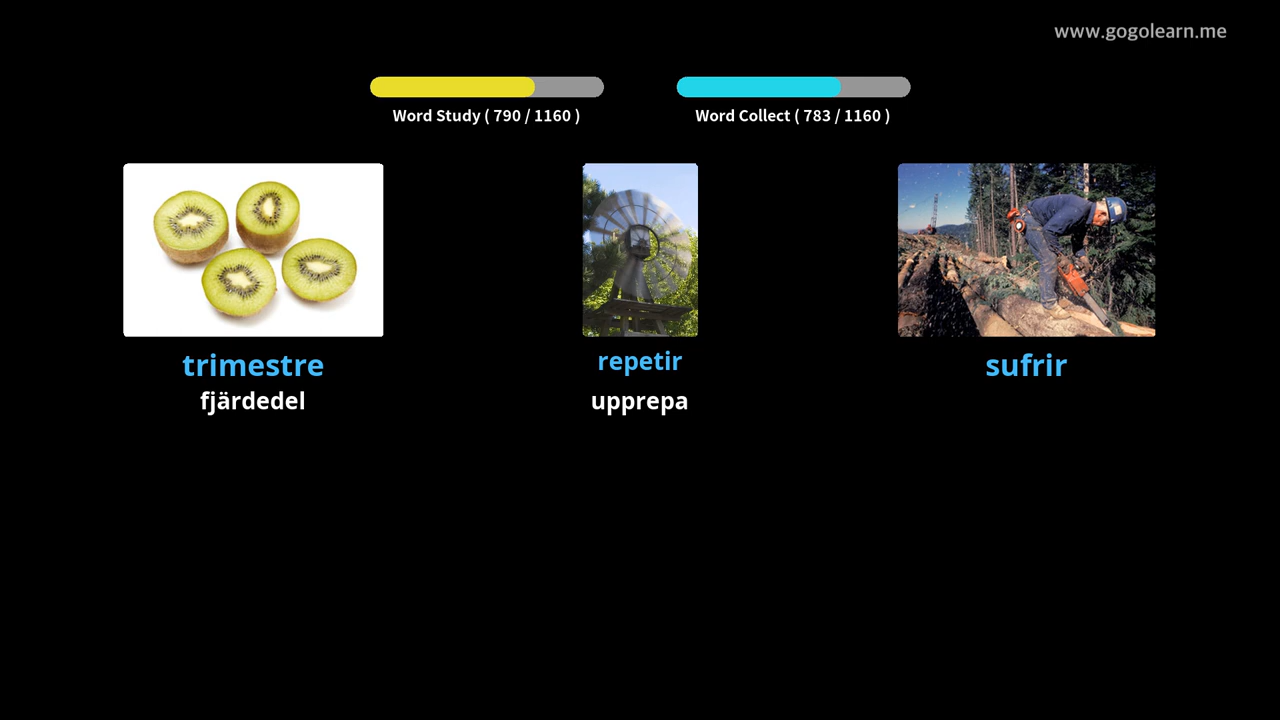 www.gogolearn.me
Word Study ( 790 / 1160 )
Word Collect ( 783 / 1160 )
trimestre
fjärdedel
repetir
upprepa
sufrir